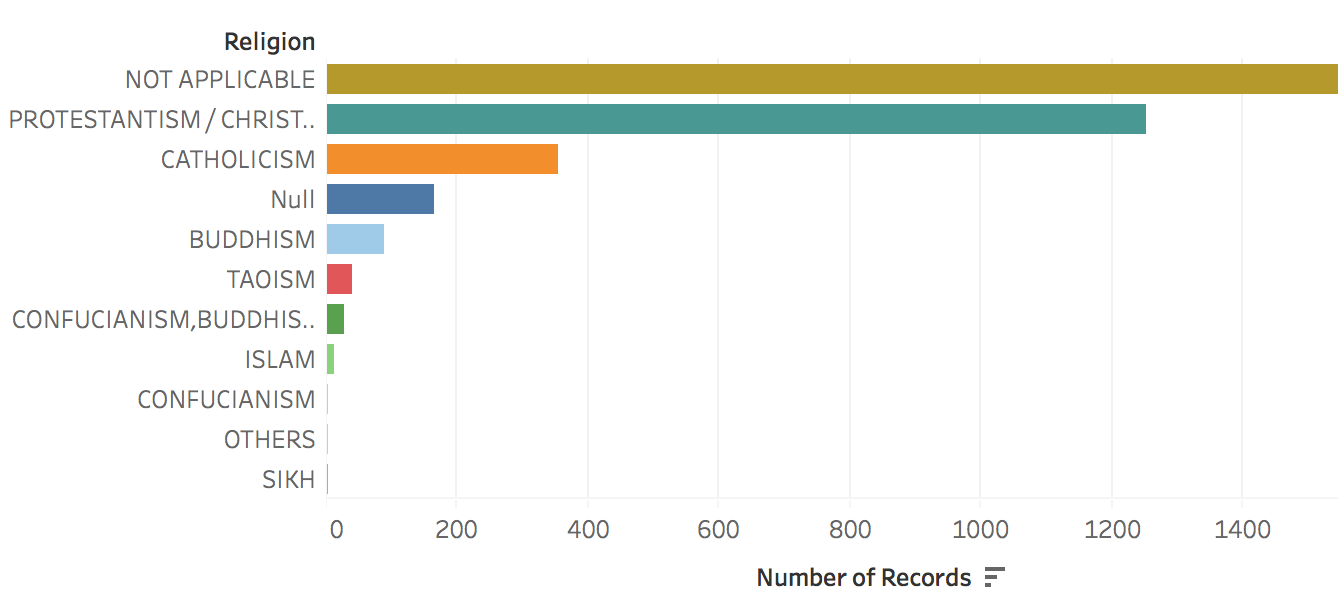 Religion
NOT APPLICABLE
PROTESTANTISM / CHRIST..
CATHOLICISM
Null
BUDDHISM
TAOISM
CONFUCIANISM,BUDDHIS..
ISLAM
CONFUCIANISM
OTHERS
SIKH
0 200 400 600 800 1000 1200 1400
Number of Records